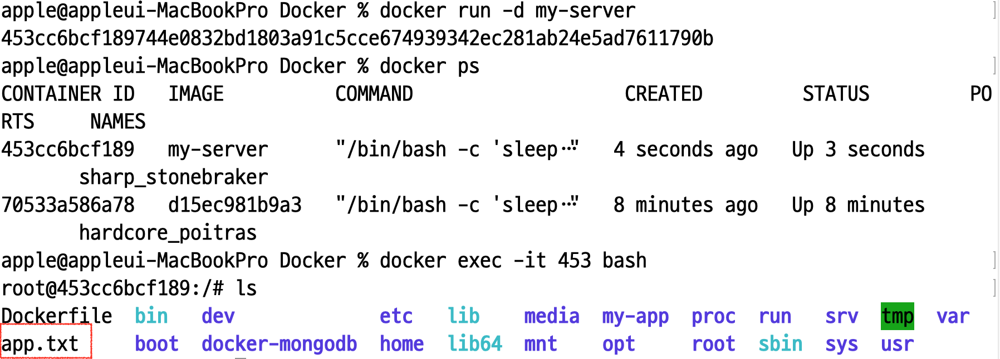 apple@appleui-MacBookPro Docker % docker run -d my-server
453cc6bcf189744e0832bd1803a91c5cce674939342ec281ab24e5ad7611790b
apple@appleui-MacBookPro Docker % docker ps
CONTAINER ID   IMAGE          COMMAND                   CREATED         STATUS         PO
RTS     NAMES
453cc6bcf189   my-server      "/bin/bash -c 'sleep…"   4 seconds ago   Up 3 seconds
       sharp_stonebraker
70533a586a78   d15ec981b9a3   "/bin/bash -c 'sleep…"   8 minutes ago   Up 8 minutes
       hardcore_poitras
apple@appleui-MacBookPro Docker % docker exec -it 453 bash
root@453cc6bcf189:/# ls
Dockerfile  bin   dev             etc   lib    media  my-app  proc  run   srv  tmp  var
app.txt     boot  docker-mongodb  home  lib64  mnt    opt     root  sbin  sys  usr